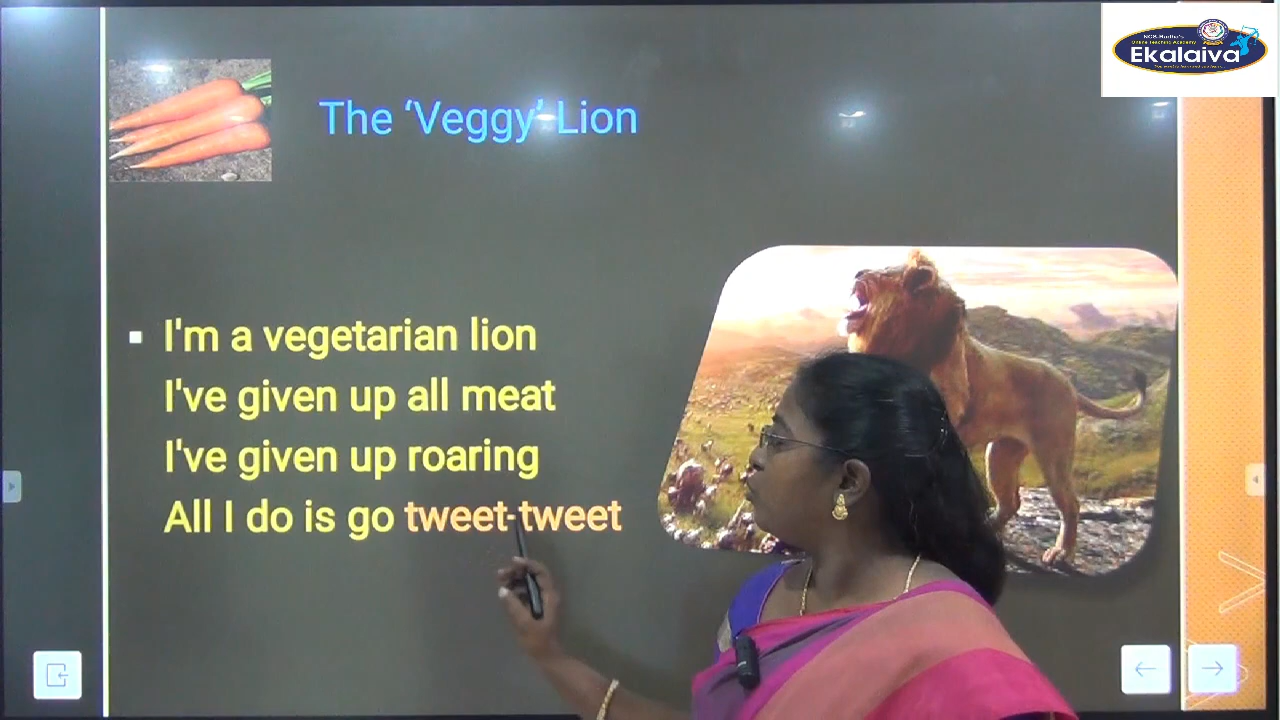 The ‘Veggy’ Lion
I'm a vegetarian lion
I've given up all meat
I've given up roaring
All I do is go tweet-tweet
Ekalaiva